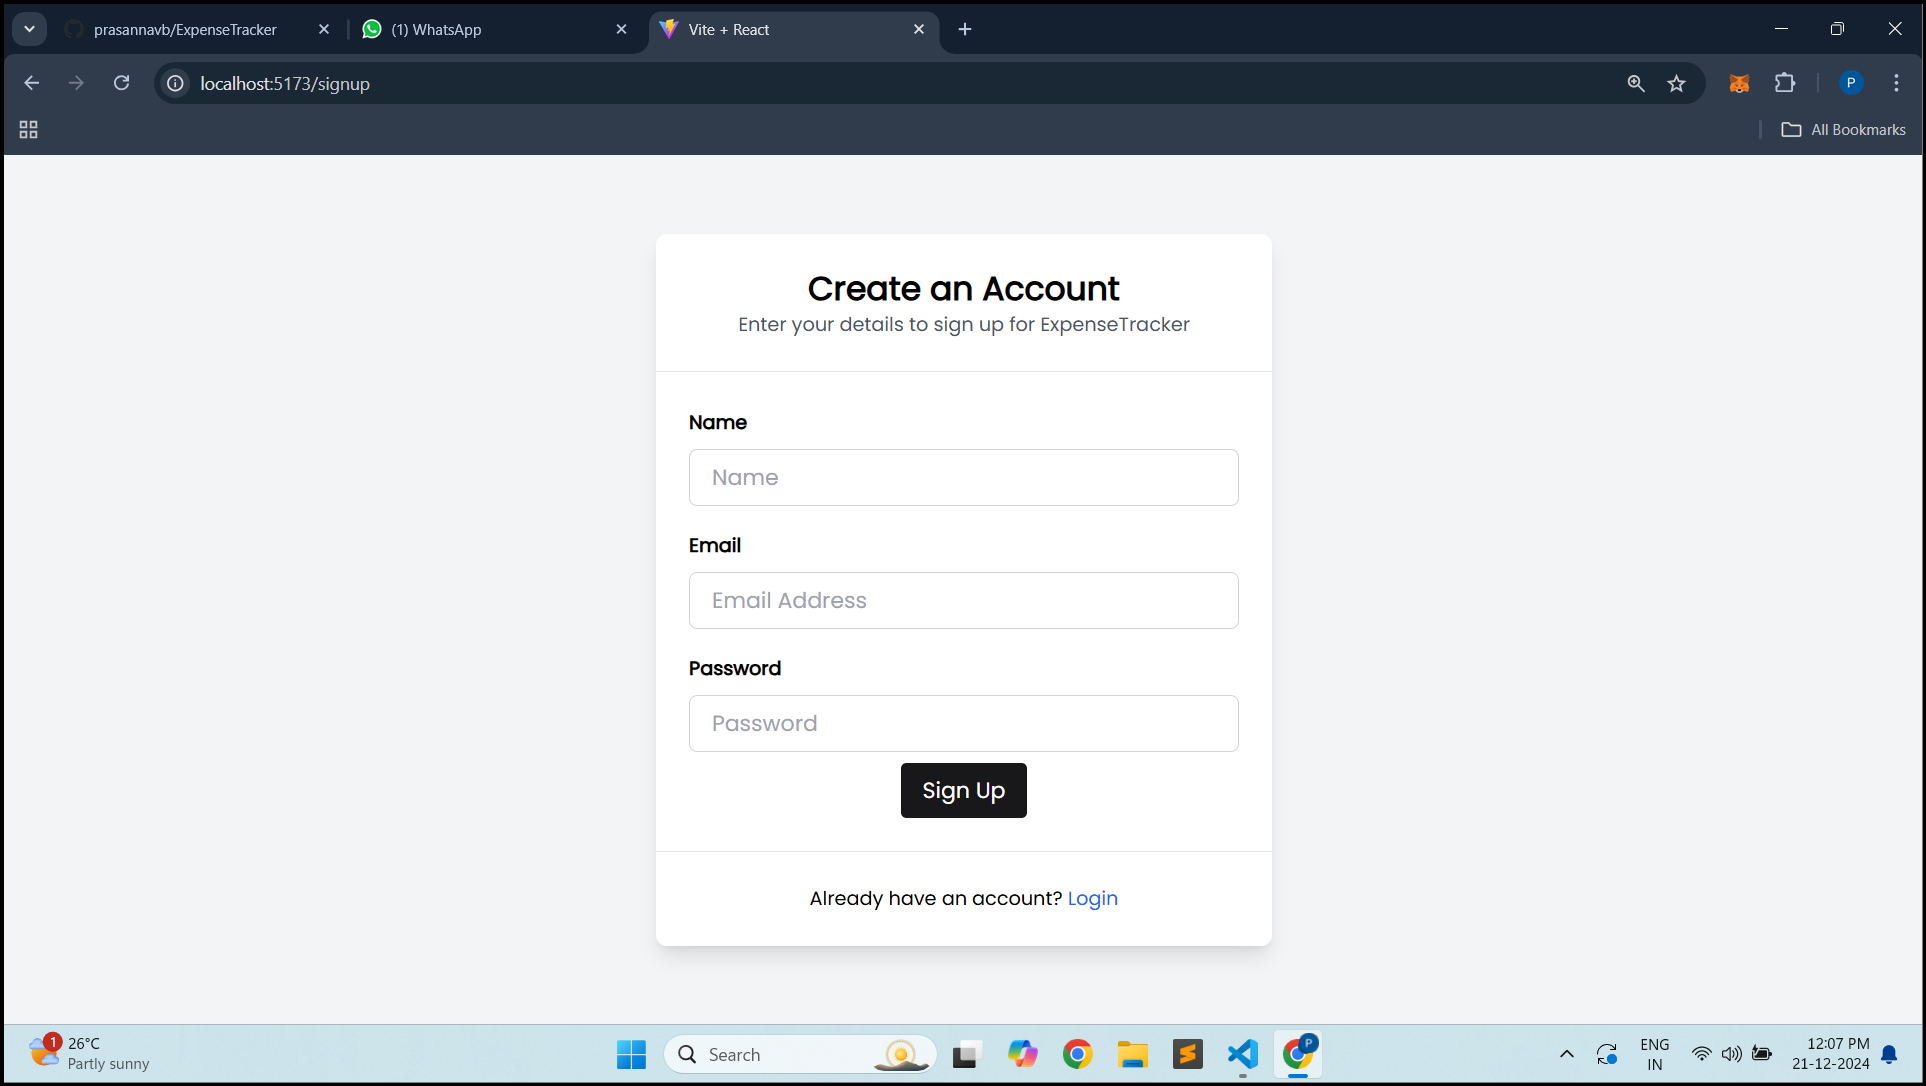 prasannavb/ExpenseTracker
(1) WhatsApp
Vite + React
localhost:5173/signup
P
All Bookmarks
Create an Account
Enter your details to sign up for ExpenseTracker
Name
Name
Email
Email Address
Password
Password
Sign Up
Already have an account? Login
1
26°C
Partly sunny
Search
P
ENG
IN
12:07 PM
21-12-2024